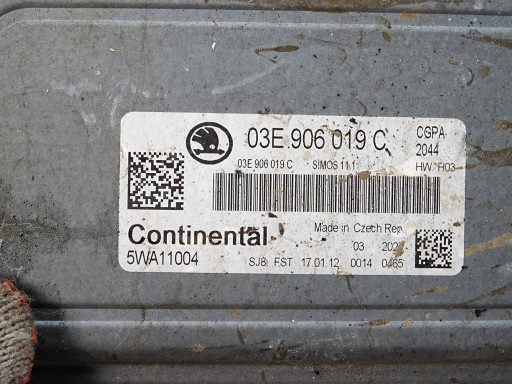 03E 906 019 C CGPA
2044
03E 906 019 C SIMOS 11.1 HW H03
Continental Made in Czech Rep
03
5WA11004 SJ8 FST 17.01.12 0014 0465